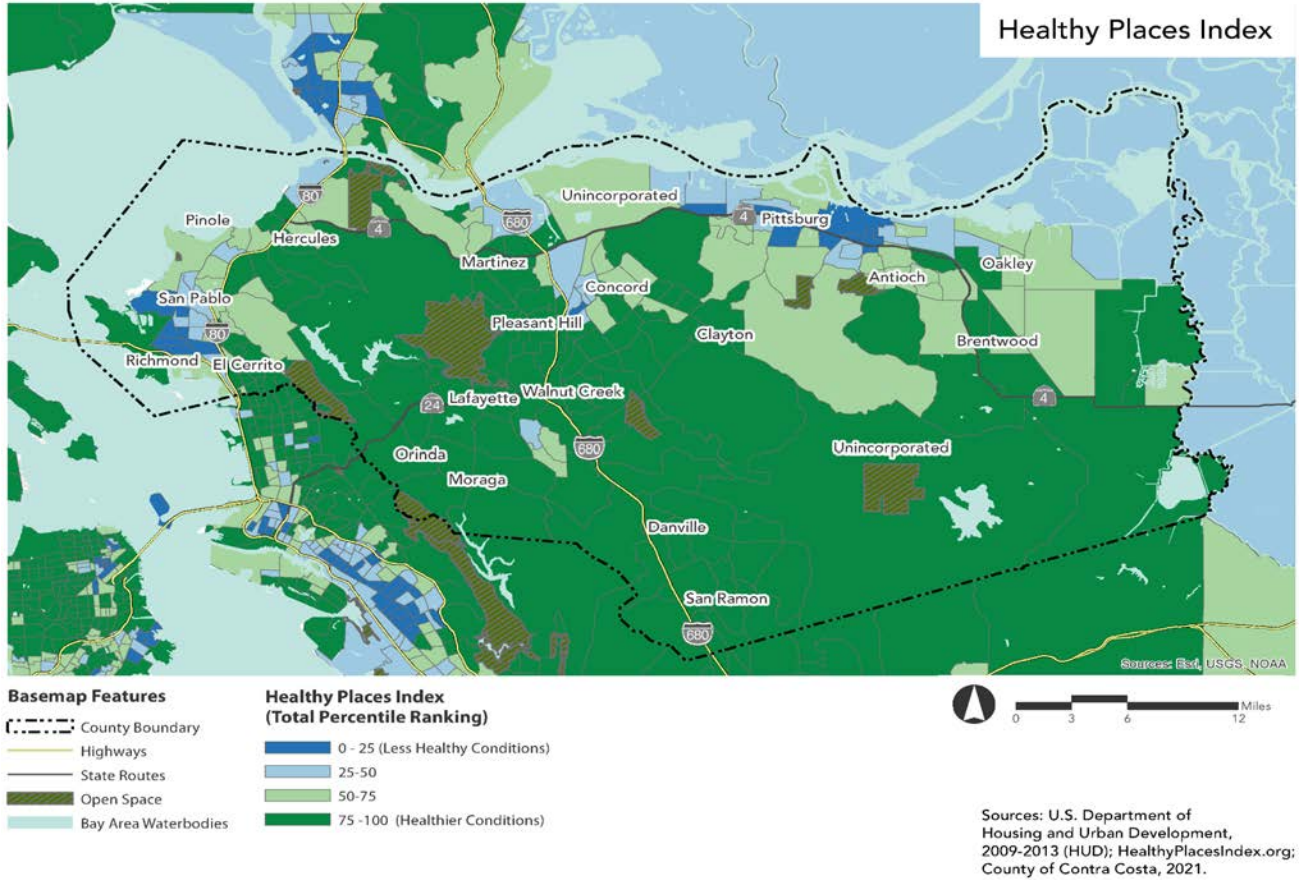 Healthy Places Index
Unincorporated
80
Pinole
4
Pittsburg
680
Hercules
4
Martinez
Oakley
Antioch
Concord
San Pablo
80
Pleasant Hill
Clayton
Brentwood
Richmond
El Cerrito
Walnut Creek
Lafayette
24
4
Orinda
680
Unincorporated
Moraga
Danville
San Ramon
680
Sources: Esri, USGS, NOAA
Basemap Features
County Boundary
Highways
State Routes
Open Space
Bay Area Waterbodies
Healthy Places Index
(Total Percentile Ranking)
0 - 25 (Less Healthy Conditions)
25-50
50-75
75 -100 (Healthier Conditions)
0 3 6 12 Miles
Sources: U.S. Department of
Housing and Urban Development,
2009-2013 (HUD); HealthyPlacesIndex.org;
County of Contra Costa, 2021.